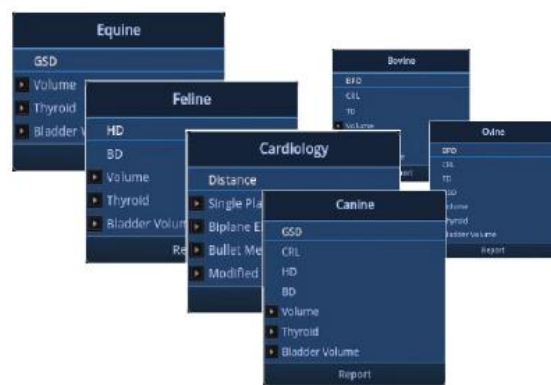 Equine
GSD
Volume
Thyroid
Bladder V
Feline
HD
BD
Volume
Thyroid
Bladder Volum
Re
Cardiology
Distance
Single Pla
Biplane E
Bullet Me
Modified
Canine
GSD
CRL
HD
BD
Volume
Thyroid
Bladder Volume
Report
Bovine
BPD
CRL
TD
Volume
Ovine
BPD
CRL
TD
Bladder Volume
Report